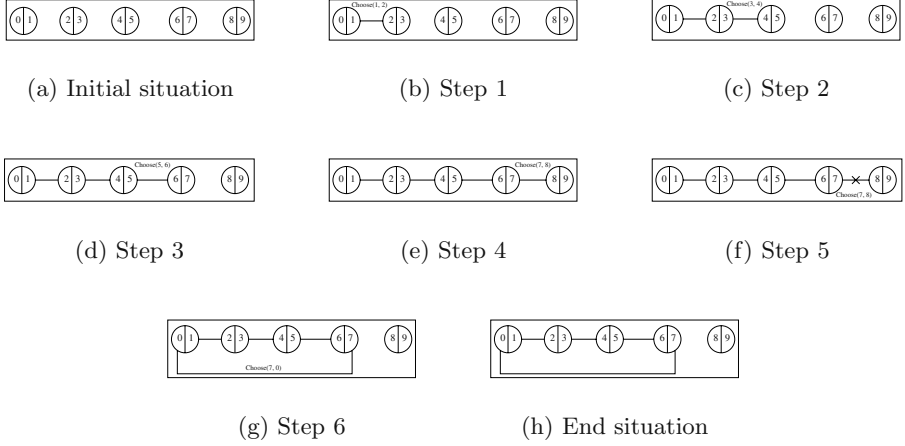 Choose(1, 2)
Choose(3, 4)
0 1 2 3 4 5 6 7 8 9
0 1 2 3 4 5 6 7 8 9
0 1 2 3 4 5 6 7 8 9
(a) Initial situation
(b) Step 1
(c) Step 2
Choose(5, 6)
Choose(7, 8)
0 1 2 3 4 5 6 7 8 9
0 1 2 3 4 5 6 7 8 9
0 1 2 3 4 5 6 7 8 9
Choose(7, 8)
(d) Step 3
(e) Step 4
(f) Step 5
0 1 2 3 4 5 6 7 8 9
0 1 2 3 4 5 6 7 8 9
Choose(7, 0)
(g) Step 6
(h) End situation